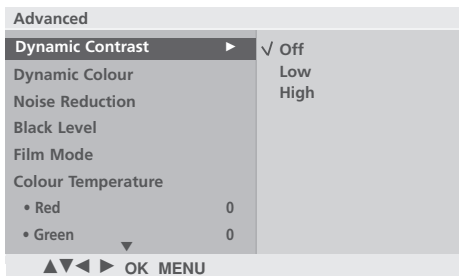 Advanced
Dynamic Contrast ► √ Off
Dynamic Colour Low
Noise Reduction High
Black Level
Film Mode
Colour Temperature
• Red 0
• Green 0
▼
▲▼◄ ► OK MENU